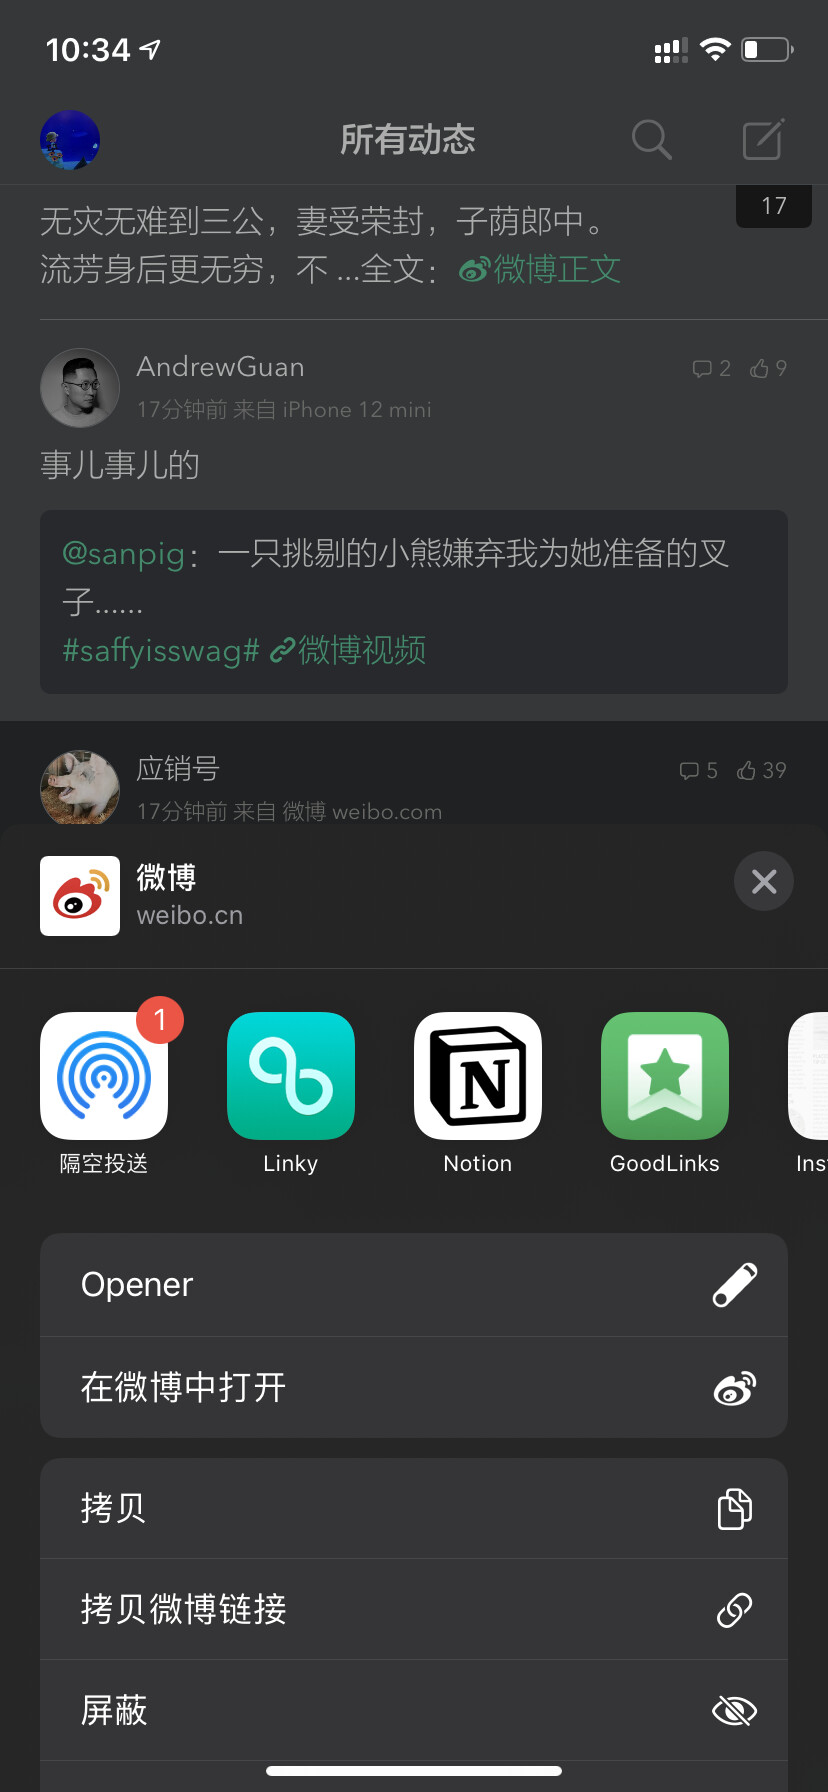 10:34
所有动态
17
无灾无难到三公，妻受荣封，子荫郎中。
流芳身后更无穷，不 ...全文：微博正文
AndrewGuan
2 9
17分钟前 来自 iPhone 12 mini
事儿事儿的
@sanpig：一只挑剔的小熊嫌弃我为她准备的叉
子......
#saffyisswag# 微博视频
应销号
5 39
17分钟前 来自 微博 weibo.com
微博
weibo.cn
1
N
隔空投送 Linky Notion GoodLinks Inst
Opener
在微博中打开
拷贝
拷贝微博链接
屏蔽